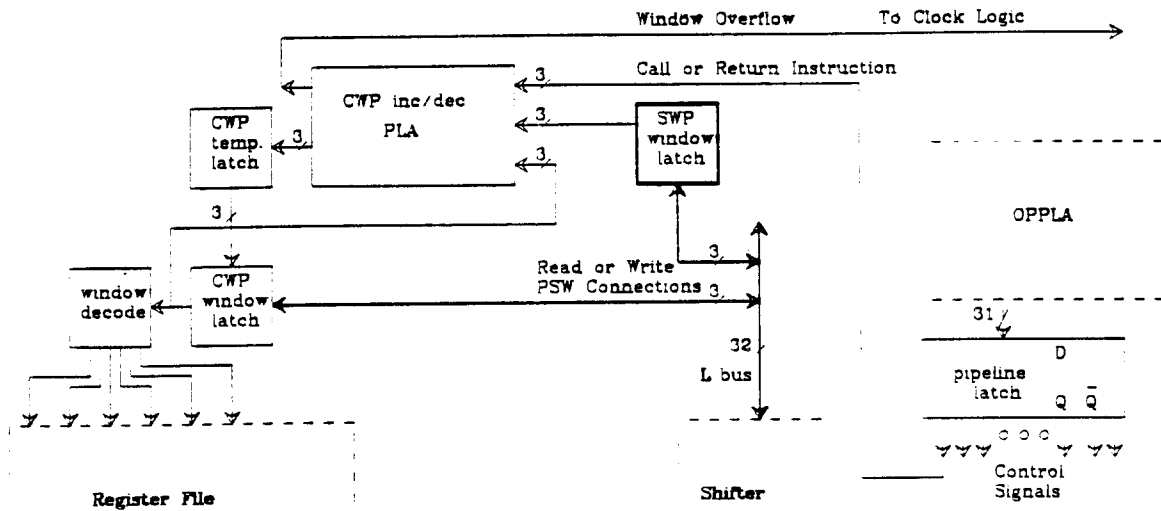 Window Overflow To Clock Logic
3 Call or Return Instruction
CWP inc/dec
PLA
3
SWP
window
latch
CWP
temp.
latch
3
3
OPPLA
3
3
Read or Write
PSW Connections
3
window
decode
CWP
window
latch
31
32
L bus
D
pipeline
latch
Q Q̅
Control
Signals
Register File
Shifter